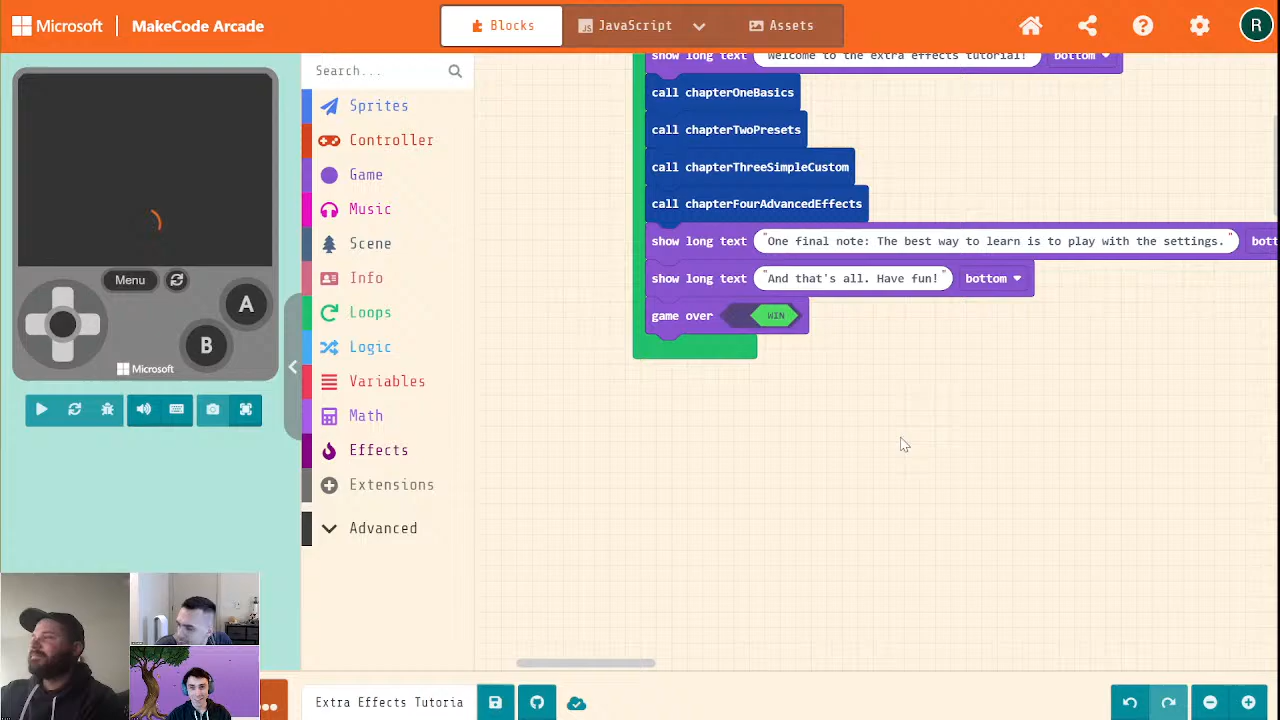 Microsoft MakeCode Arcade Blocks JavaScript Assets R
Search...
Sprites
Controller
Game
Music
Scene
Info
Loops
Logic
Variables
Math
Effects
Extensions
Advanced
Menu
A
B
Microsoft
show long text "Welcome to the extra effects tutorial!" bottom
call chapterOneBasics
call chapterTwoPresets
call chapterThreeSimpleCustom
call chapterFourAdvancedEffects
show long text "One final note: The best way to learn is to play with the settings." bott
show long text "And that's all. Have fun!" bottom
game over WIN
Extra Effects Tutoria